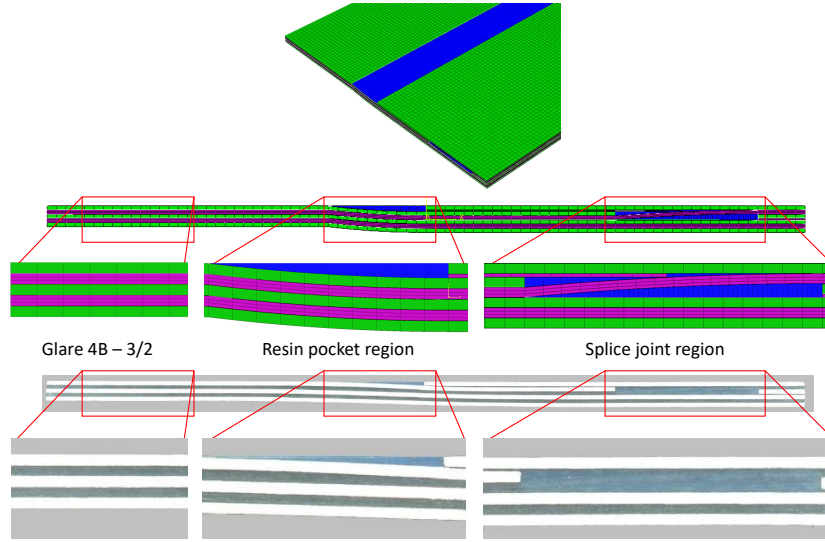 Glare 4B – 3/2
Resin pocket region
Splice joint region